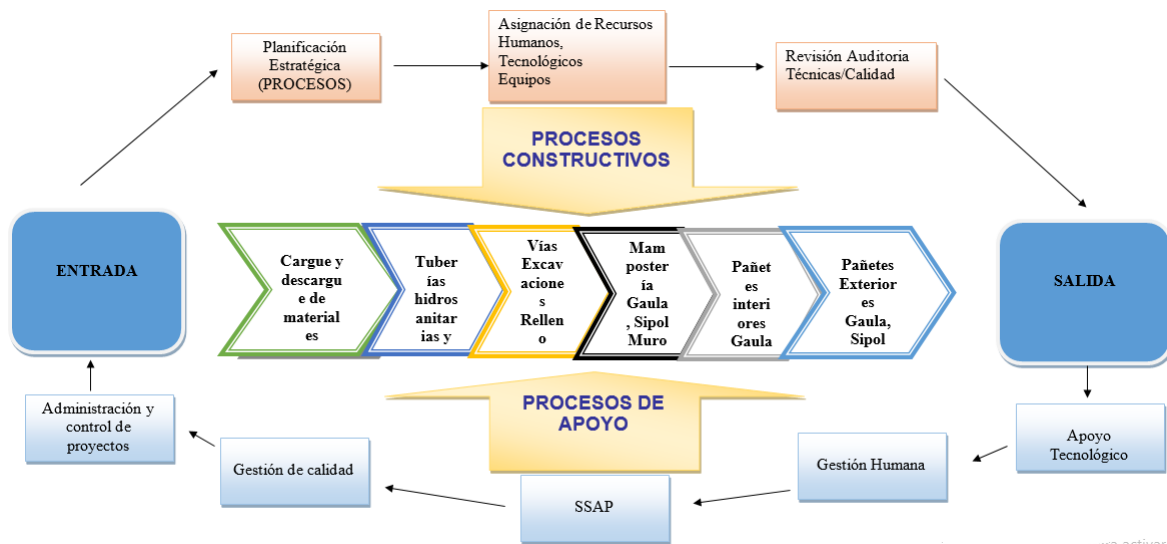 Planificación
Estratégica
(PROCESOS)
Asignación de Recursos
Humanos,
Tecnológicos
Equipos
Revisión Auditoria
Técnicas/Calidad
PROCESOS
CONSTRUCTIVOS
ENTRADA
Cargue y
descargu
e de
material
es
Tuber
ías
hidros
anitar
ias y
Vías
Excav
acione
s
Rellen
o
Mam
poster
ía
Gaula
, Sipol
Muro
Pañet
es
interi
ores
Gaula
Pañetes
Exterior
es
Gaula,
Sipol
SALIDA
PROCESOS DE
APOYO
Administración y
control de
proyectos
Gestión de calidad
SSAP
Gestión Humana
Apoyo
Tecnológico